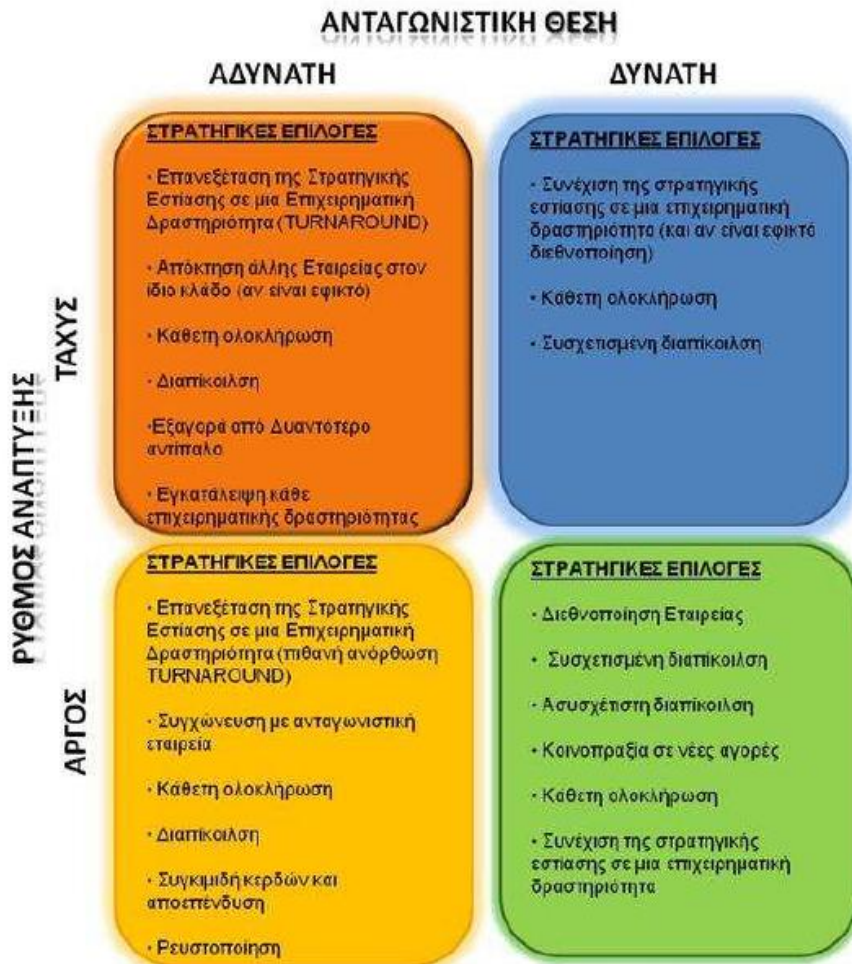 ΑΝΤΑΓΩΝΙΣΤΙΚΗ ΘΕΣΗ
ΑΔΥΝΑΤΗ
ΔΥΝΑΤΗ
ΡΥΘΜΟΣ ΑΝΑΠΤΥΞΗΣ
ΤΑΧΥΣ
ΣΤΡΑΤΗΓΙΚΕΣ ΕΠΙΛΟΓΕΣ
• Επανεξέταση της Στρατηγικής
Εστίασης σε μια Επιχειρηματική
Δραστηριότητα (TURNAROUND)
• Απόκτηση άλλης Εταιρείας στον
ίδιο κλάδο (αν είναι εφικτό)
• Κάθετη ολοκλήρωση
• Διαπίκοιλση
•Εξαγορά από Δυαντότερο
αντίπαλο
• Εγκατάλειψη κάθε
επιχειρηματικής δραστηριότητας
ΣΤΡΑΤΗΓΙΚΕΣ ΕΠΙΛΟΓΕΣ
• Συνέχιση της στρατηγικής
εστίασης σε μια επιχειρηματική
δραστηριότητα (και αν είναι εφικτό
διεθνοποίηση)
• Κάθετη ολοκλήρωση
• Συσχετισμένη διαπίκοιλση
ΑΡΓΟΣ
ΣΤΡΑΤΗΓΙΚΕΣ ΕΠΙΛΟΓΕΣ
• Επανεξέταση της Στρατηγικής
Εστίασης σε μια Επιχειρηματική
Δραστηριότητα (πιθανή ανόρθωση
TURNAROUND)
• Συγχώνευση με ανταγωνιστική
εταιρεία
• Κάθετη ολοκλήρωση
• Διαπίκοιλση
• Συγκιμιδή κερδών και
αποεπένδυση
• Ρευστοποίηση
ΣΤΡΑΤΗΓΙΚΕΣ ΕΠΙΛΟΓΕΣ
• Διεθνοποίηση Εταιρείας
• Συσχετισμένη διαπίκοιλση
• Ασυσχέτιστη διαπίκοιλση
• Κοινοπραξία σε νέες αγορές
• Κάθετη ολοκλήρωση
• Συνέχιση της στρατηγικής
εστίασης σε μια επιχειρηματική
δραστηριότητα